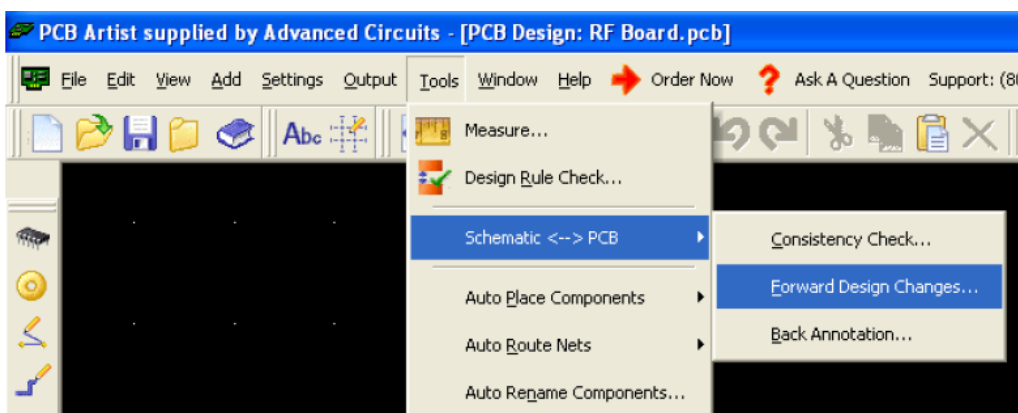 PCB Artist supplied by Advanced Circuits - [PCB Design: RF Board.pcb]
File Edit View Add Settings Output Tools Window Help Order Now ? Ask A Question Support: (80
Abc
Measure...
Design Rule Check...
Schematic <--> PCB
Consistency Check...
Forward Design Changes...
Auto Place Components
Back Annotation...
Auto Route Nets
Auto Rename Components...